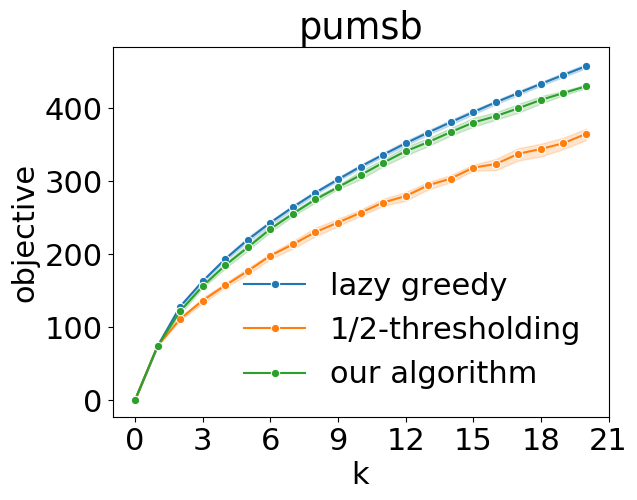 pumsb
objective
400
300
200
100
0
lazy greedy
1/2-thresholding
our algorithm
0 3 6 9 12 15 18 21
k